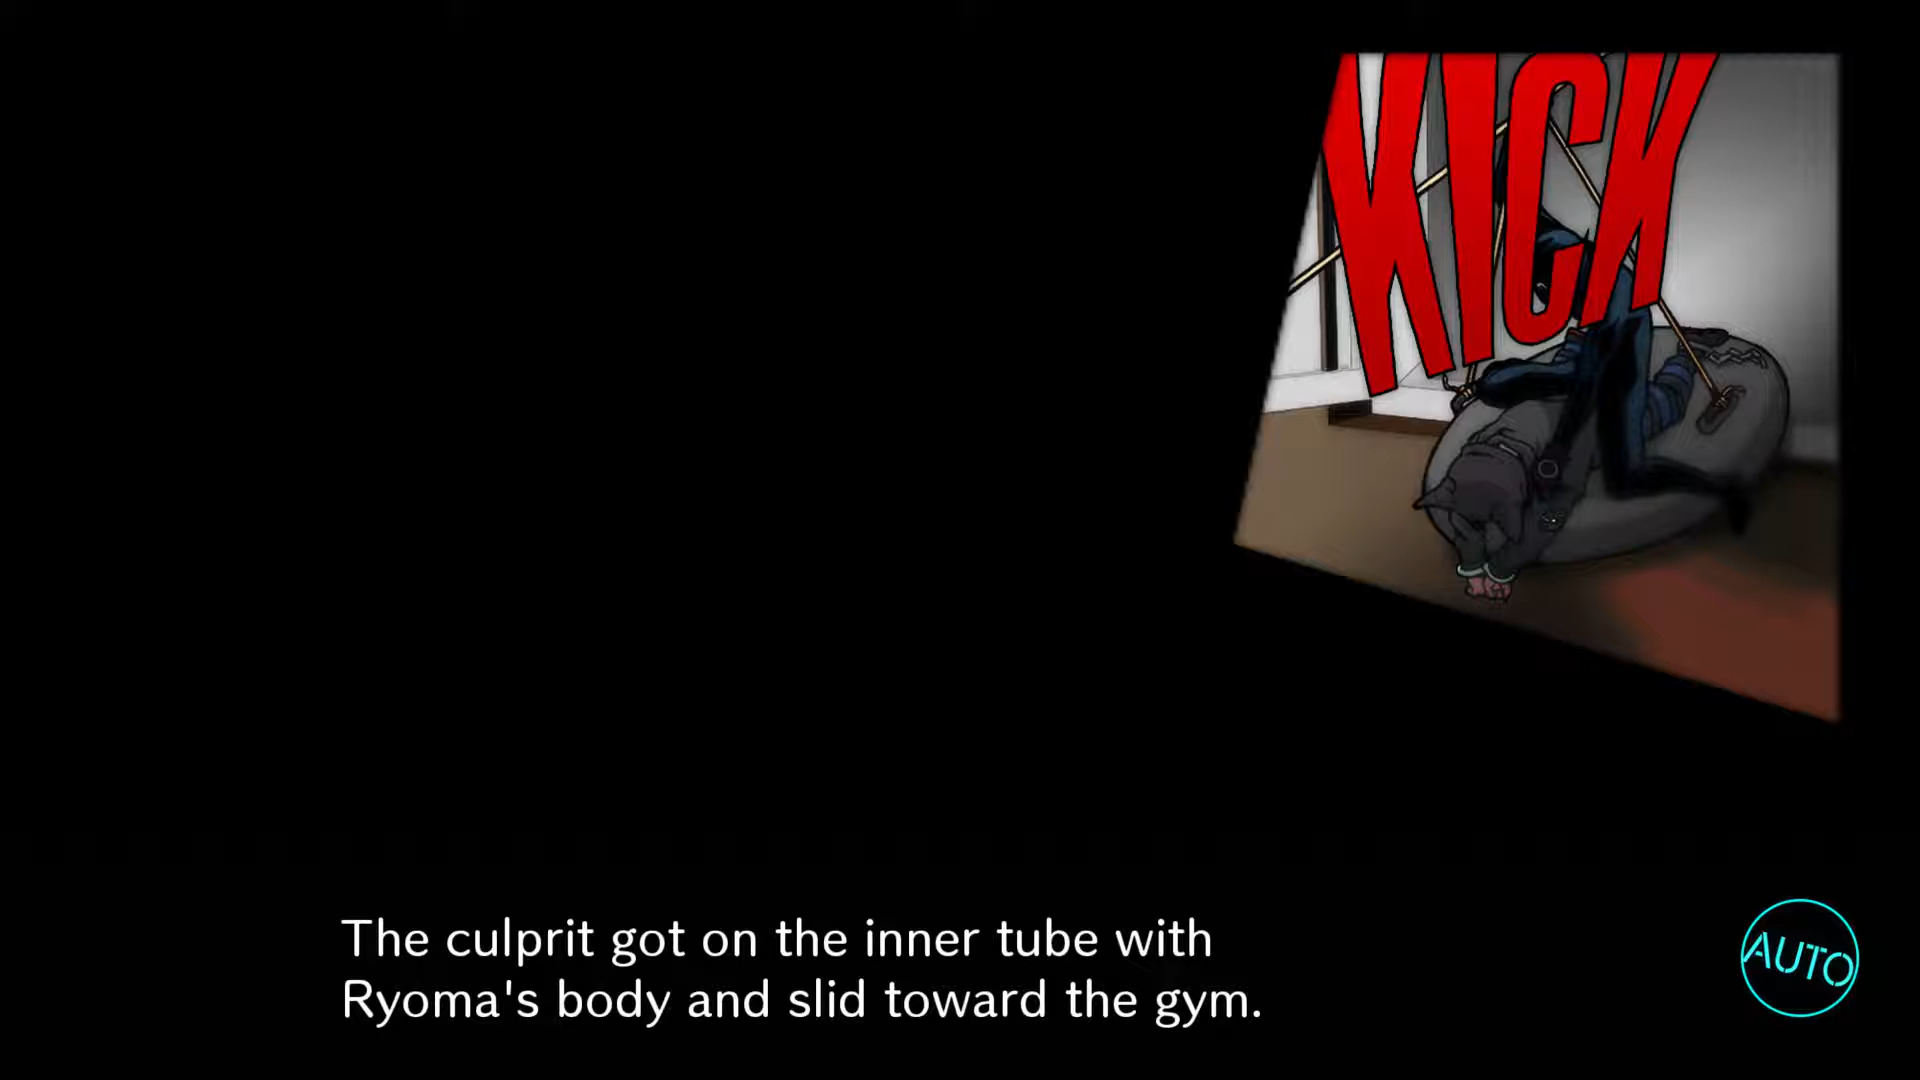 KICK
The culprit got on the inner tube with
Ryoma's body and slid toward the gym.
AUTO